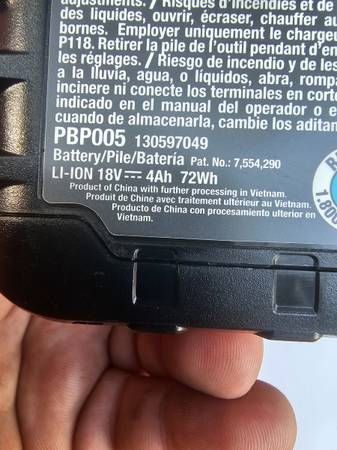 adjustments. / Risques d'incendies et de
des liquides, ouvrir, écraser, chauffer au
bornes. Employer uniquement le chargeu
P118. Retirer la pile de l'outil pendant d'en
les réglages. / Riesgo de incendio y de les
a la lluvia, agua, o líquidos, abra, romp
incinere ni conecte los terminales en corto
indicado en el manual del operador o e
cuando de almacenarla, cambie los aditan
PBP005 130597049
Battery/Pile/Batería Pat. No.: 7,554,290
LI-ION 18V⎓ 4Ah 72Wh
Product of China with further processing in Vietnam.
Produit de Chine avec traitement ultérieur au Vietnam.
Producto de China con procesamiento ulterior en
Vietnam.
1.800